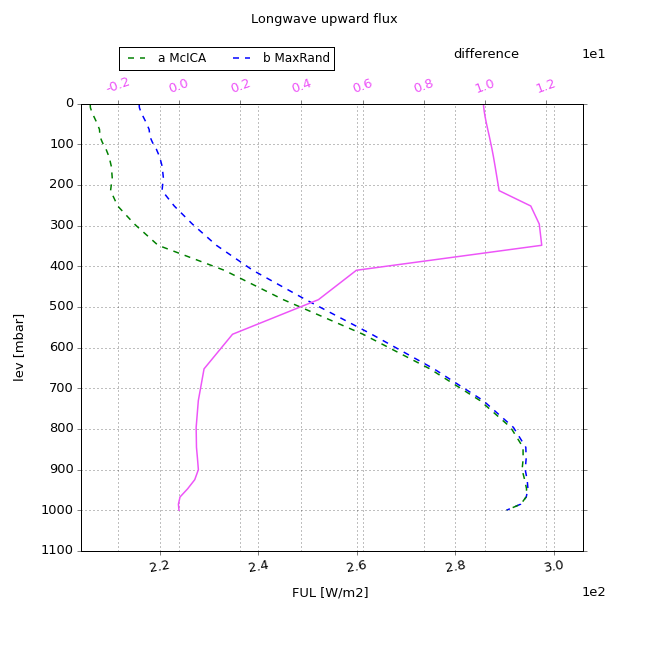 Longwave upward flux
a McICA b MaxRand
difference 1e1
-0.2 0.0 0.2 0.4 0.6 0.8 1.0 1.2
0
100
200
300
400
500
600
700
800
900
1000
1100
lev [mbar]
2.2 2.4 2.6 2.8 3.0
FUL [W/m2] 1e2